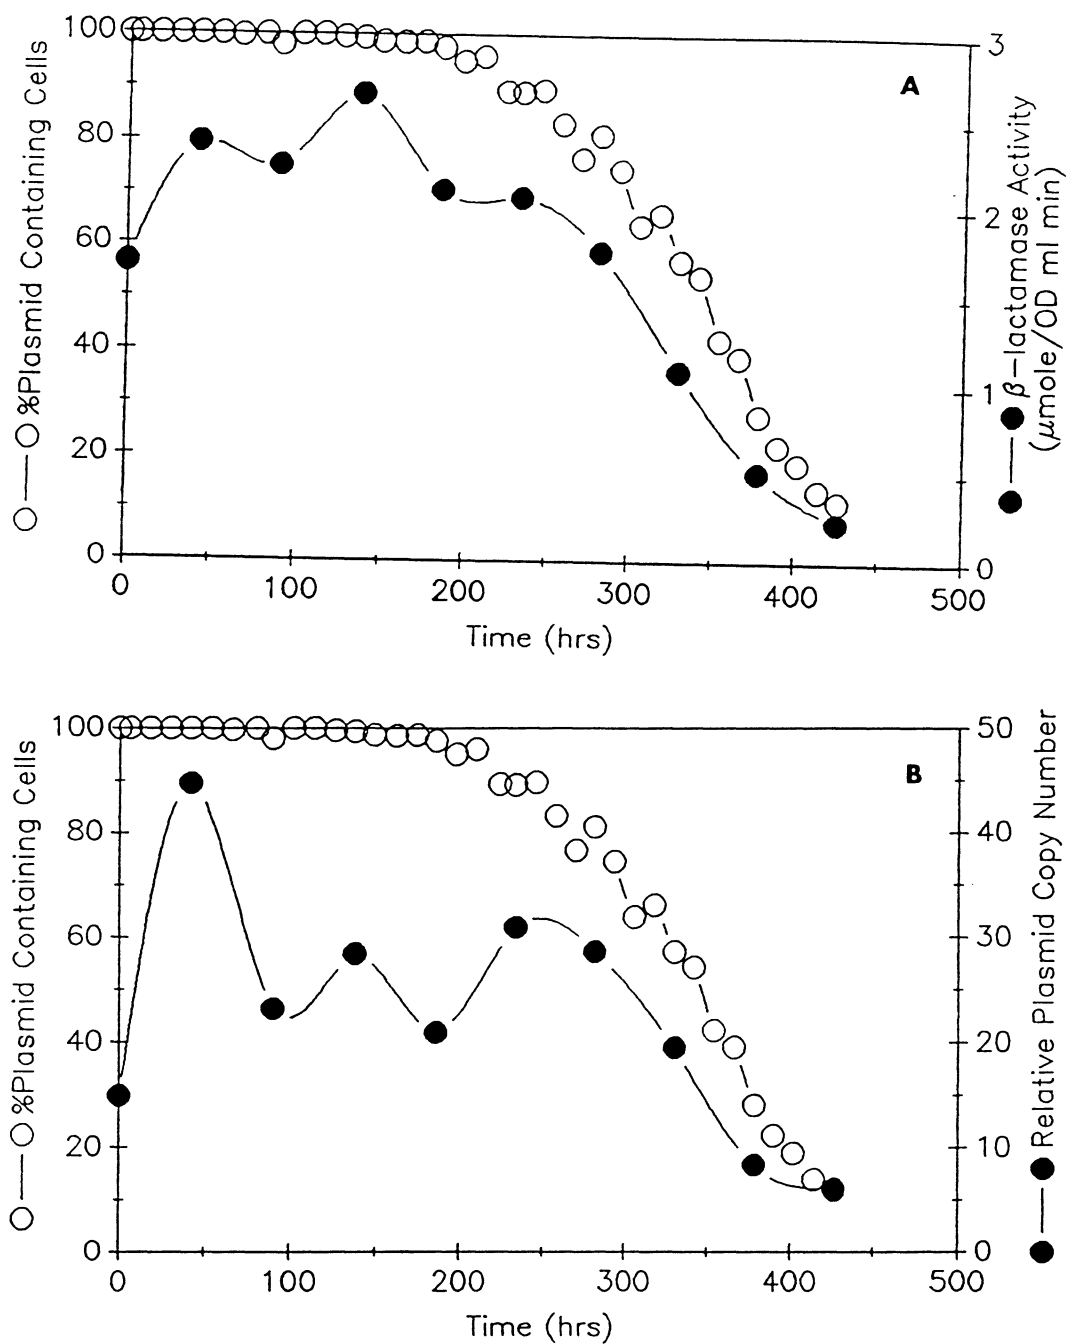 A
100
80
60
40
20
0
%Plasmid Containing Cells
3
2
1
0
β-lactamase Activity
(μmole/OD ml min)
0 100 200 300 400 500
Time (hrs)
B
100
80
60
40
20
0
%Plasmid Containing Cells
50
40
30
20
10
0
Relative Plasmid Copy Number
0 100 200 300 400 500
Time (hrs)